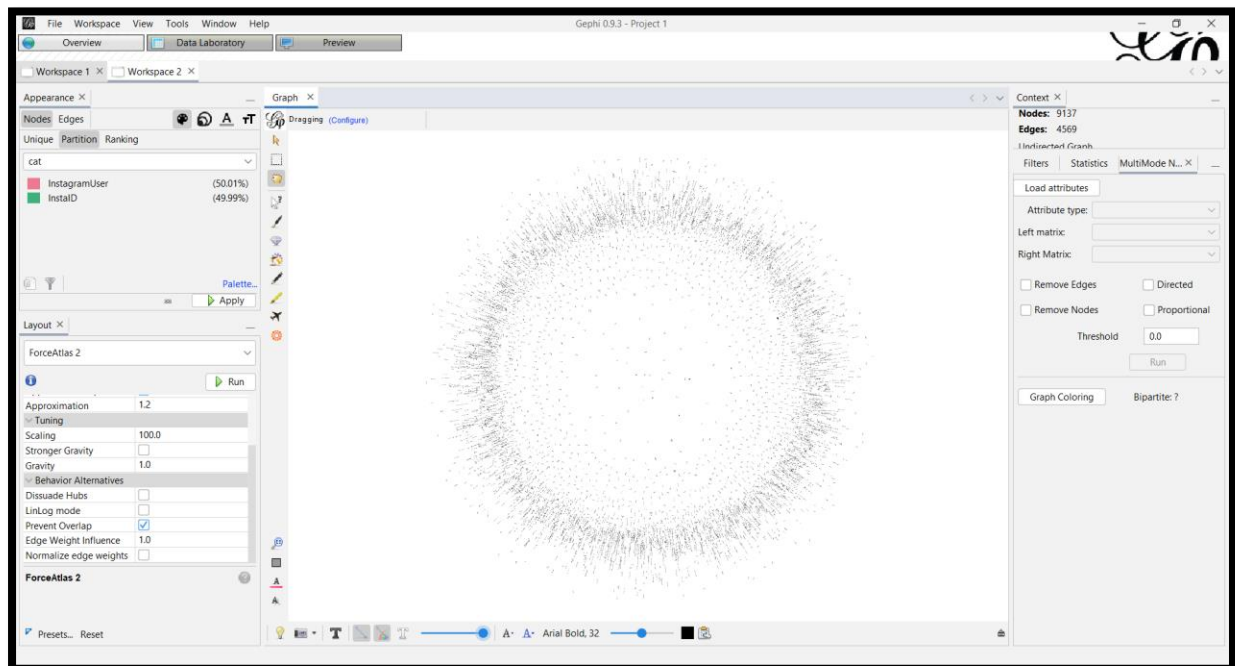 File Workspace View Tools Window Help Gephi 0.9.3 - Project 1
Overview Data Laboratory Preview
Workspace 1 Workspace 2
Appearance
Nodes Edges
Unique Partition Ranking
cat
InstagramUser (50.01%)
InstaID (49.99%)
Palette...
Apply
Layout
ForceAtlas 2
Run
Approximation 1.2
Tuning
Scaling 100.0
Stronger Gravity
Gravity 1.0
Behavior Alternatives
Dissuade Hubs
LinLog mode
Prevent Overlap
Edge Weight Influence 1.0
Normalize edge weights
ForceAtlas 2
Presets... Reset
Graph
Dragging (Configure)
Arial Bold, 32
Context
Nodes: 9137
Edges: 4569
Undirected Graph
Filters Statistics MultiMode N...
Load attributes
Attribute type:
Left matrix:
Right Matrix:
Remove Edges Directed
Remove Nodes Proportional
Threshold 0.0
Run
Graph Coloring Bipartite: ?